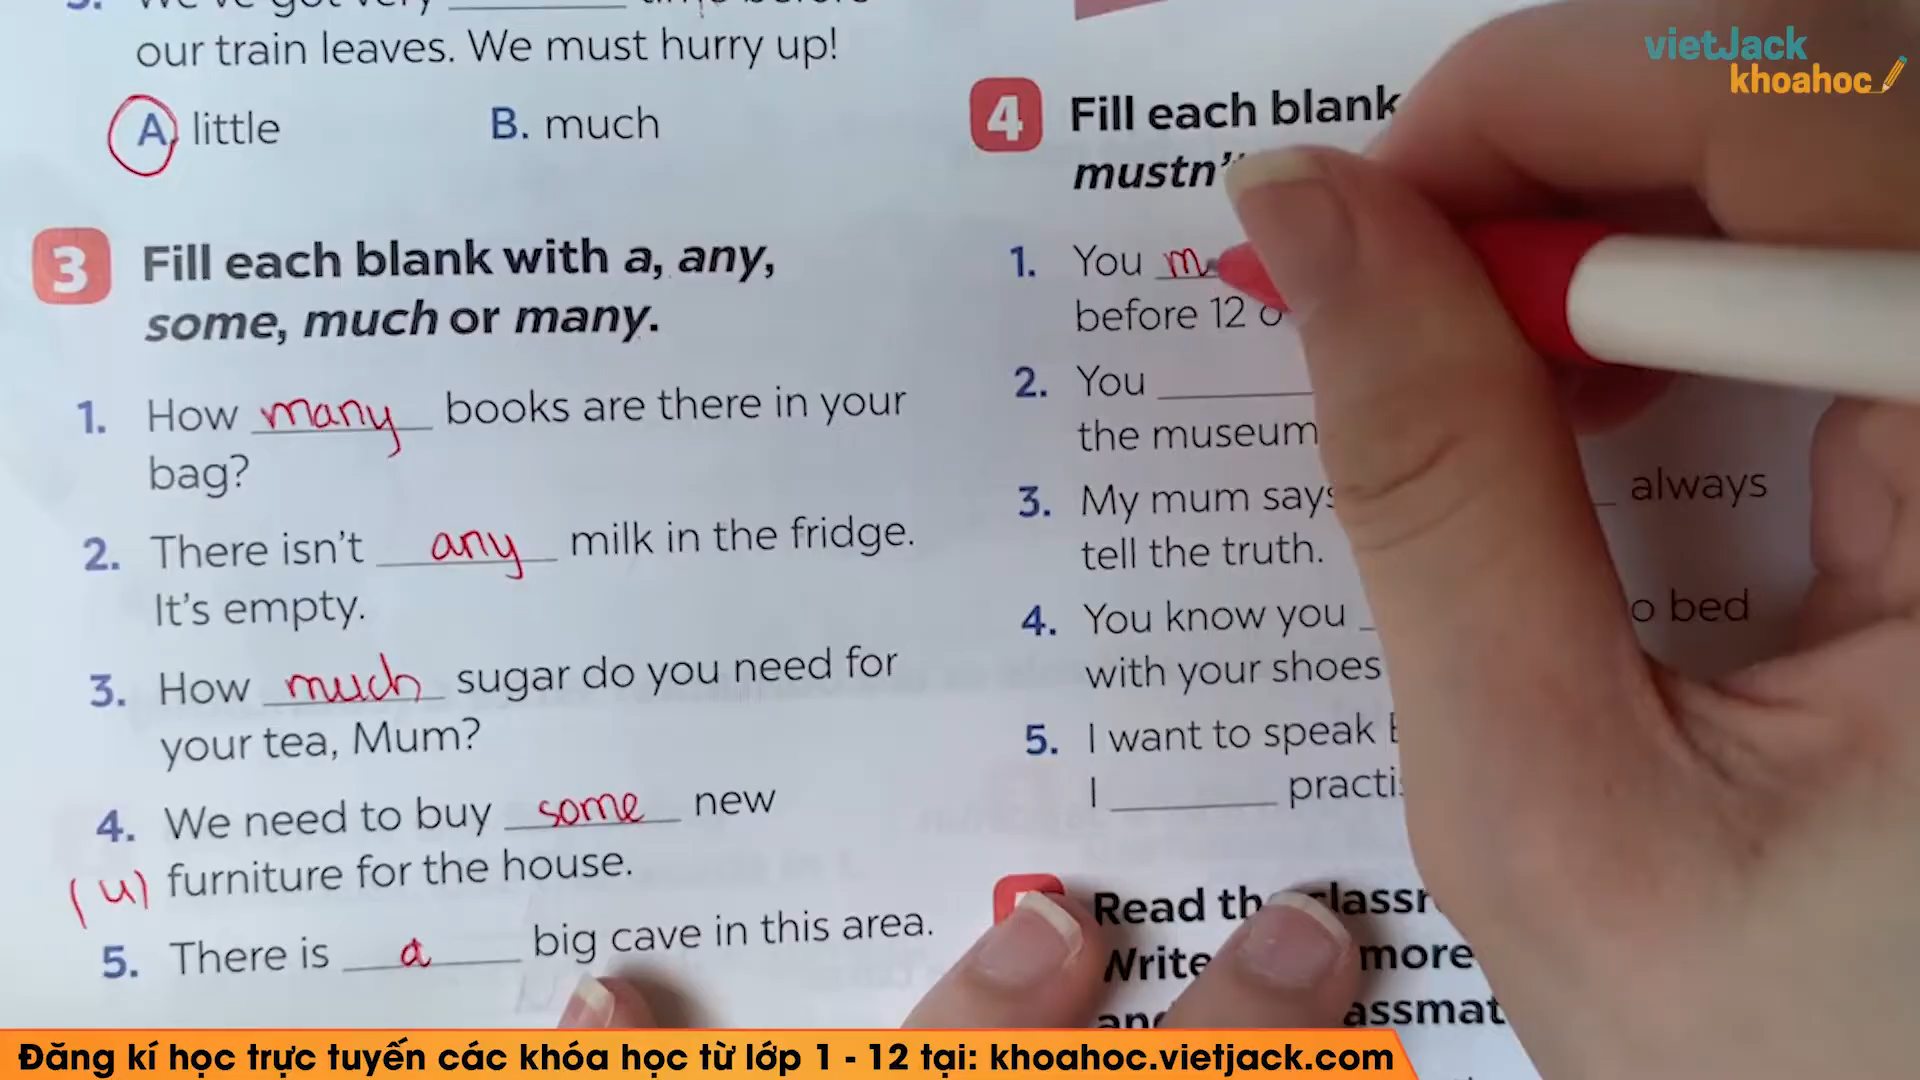 our train leaves. We must hurry up!
A. little B. much
3 Fill each blank with a, any,
some, much or many.
1. How many books are there in your
bag?
2. There isn't any milk in the fridge.
It's empty.
3. How much sugar do you need for
your tea, Mum?
4. We need to buy some new
(u) furniture for the house.
5. There is a big cave in this area.
4 Fill each blank
1. You m
before 12
2. You
the museum
3. My mum says always
tell the truth.
4. You know you bed
with your shoes
5. I want to speak
I
Read
Write more
vietJack
khoahoc
Đăng kí học trực tuyến các khóa học từ lớp 1 - 12 tại: khoahoc.vietjack.com